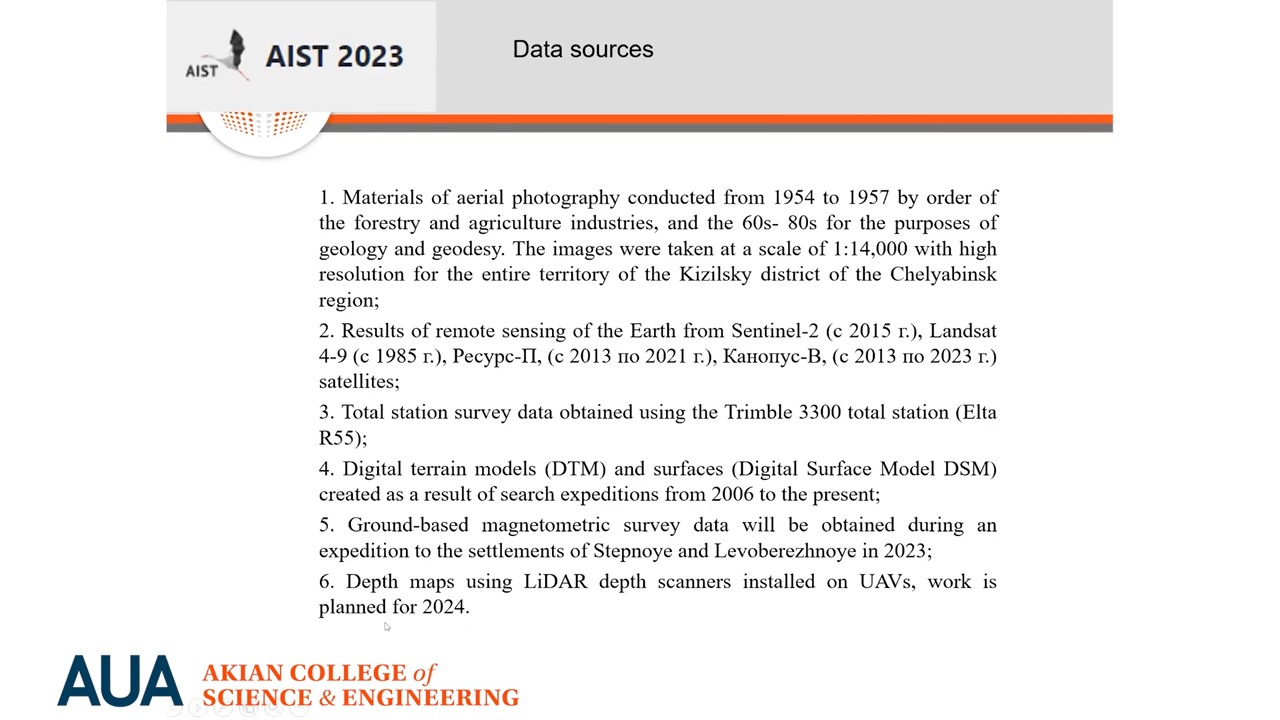 AIST
AIST 2023
Data sources
1. Materials of aerial photography conducted from 1954 to 1957 by order of
the forestry and agriculture industries, and the 60s- 80s for the purposes of
geology and geodesy. The images were taken at a scale of 1:14,000 with high
resolution for the entire territory of the Kizilsky district of the Chelyabinsk
region;
2. Results of remote sensing of the Earth from Sentinel-2 (с 2015 г.), Landsat
4-9 (с 1985 г.), Ресурс-П, (с 2013 по 2021 г.), Канопус-В, (с 2013 по 2023 г.)
satellites;
3. Total station survey data obtained using the Trimble 3300 total station (Elta
R55);
4. Digital terrain models (DTM) and surfaces (Digital Surface Model DSM)
created as a result of search expeditions from 2006 to the present;
5. Ground-based magnetometric survey data will be obtained during an
expedition to the settlements of Stepnoye and Levoberezhnoye in 2023;
6. Depth maps using LiDAR depth scanners installed on UAVs, work is
planned for 2024.
AUA
AKIAN COLLEGE of
SCIENCE & ENGINEERING